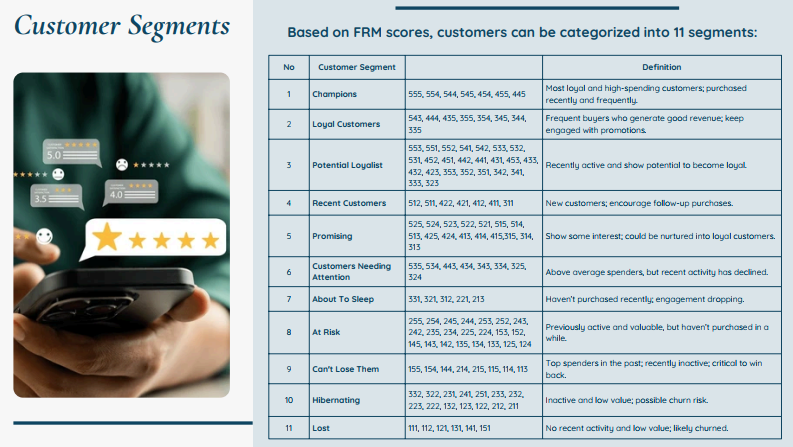 Customer Segments
Based on FRM scores, customers can be categorized into 11 segments:
No Customer Segment Definition
1 Champions 555, 554, 544, 545, 454, 455, 445 Most loyal and high-spending customers; purchased
recently and frequently.
2 Loyal Customers 543, 444, 435, 355, 354, 345, 344,
335 Frequent buyers who generate good revenue; keep
engaged with promotions.
3 Potential Loyalist 553, 551, 552, 541, 542, 533, 532,
531, 452, 451, 442, 441, 431, 453, 433,
432, 423, 353, 352, 351, 342, 341,
333, 323 Recently active and show potential to become loyal.
4 Recent Customers 512, 511, 422, 421, 412, 411, 311 New customers; encourage follow-up purchases.
5 Promising 525, 524, 523, 522, 521, 515, 514,
513, 425, 424, 413, 414, 415,315, 314,
313 Show some interest; could be nurtured into loyal customers.
6 Customers Needing
Attention 535, 534, 443, 434, 343, 334, 325,
324 Above average spenders, but recent activity has declined.
7 About To Sleep 331, 321, 312, 221, 213 Haven't purchased recently; engagement dropping.
8 At Risk 255, 254, 245, 244, 253, 252, 243,
242, 235, 234, 225, 224, 153, 152,
145, 143, 142, 135, 134, 133, 125, 124 Previously active and valuable, but haven't purchased in a
while.
9 Can't Lose Them 155, 154, 144, 214, 215, 115, 114, 113 Top spenders in the past; recently inactive; critical to win
back.
10 Hibernating 332, 322, 231, 241, 251, 233, 232,
223, 222, 132, 123, 122, 212, 211 Inactive and low value; possible churn risk.
11 Lost 111, 112, 121, 131, 141, 151 No recent activity and low value; likely churned.
5.0
3.5
4.0